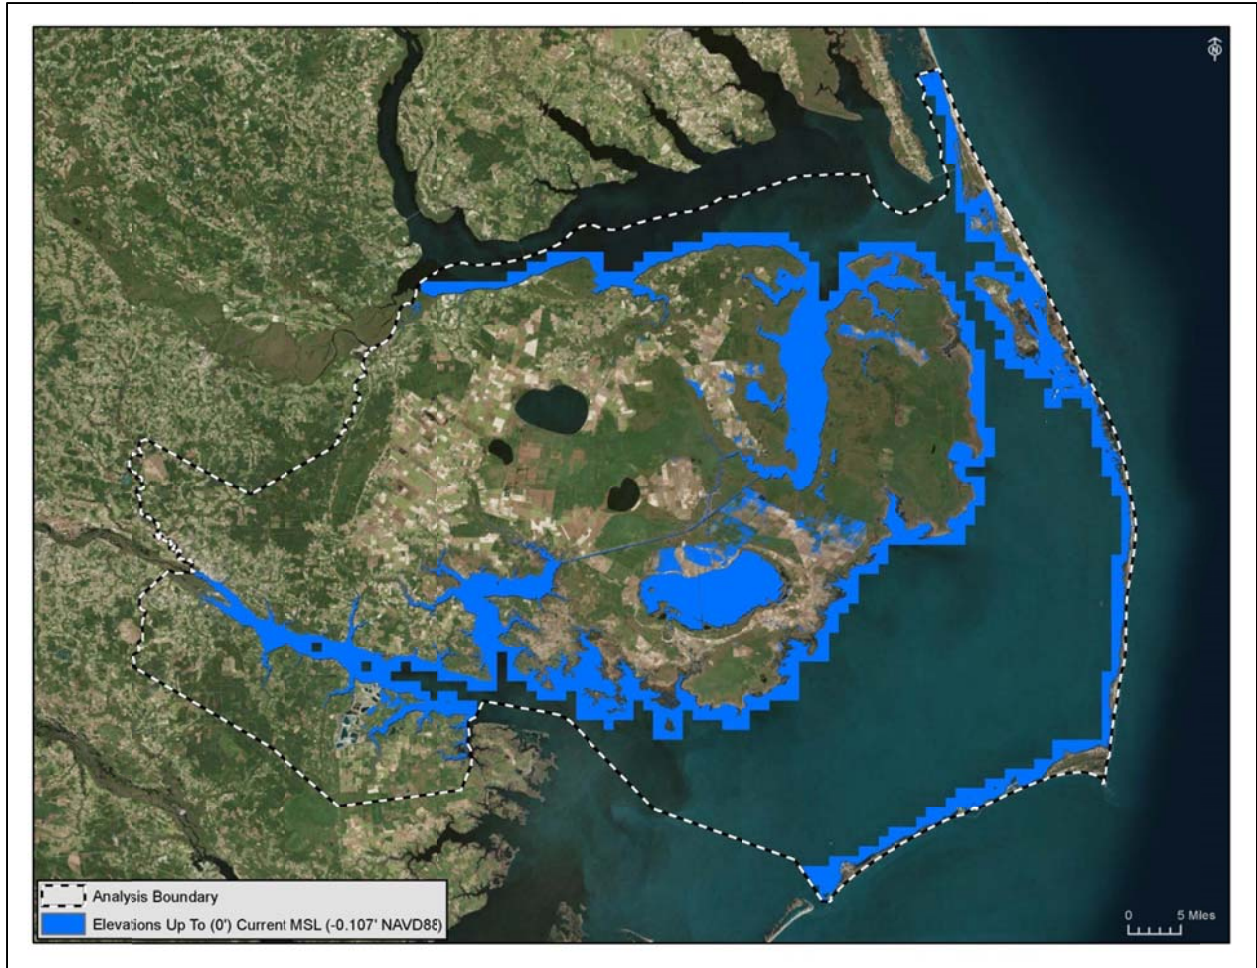 N
Analysis Boundary
Elevations Up To (0') Current MSL (-0.107' NAVD88)
0 5 Miles